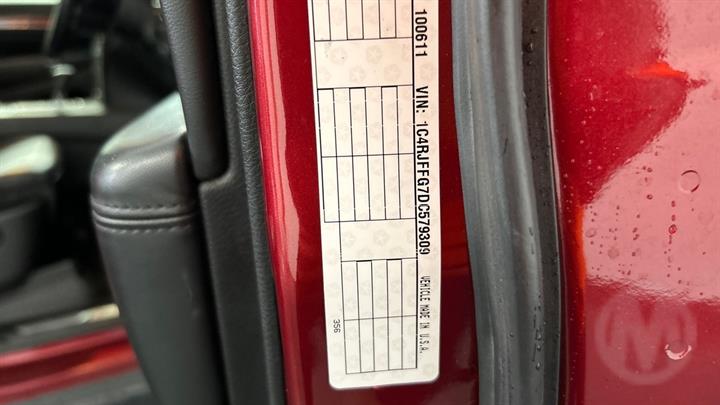 100611 VIN: 1C4RJFFG7DC579309
VEHICLE MADE IN U.S.A.
356
M